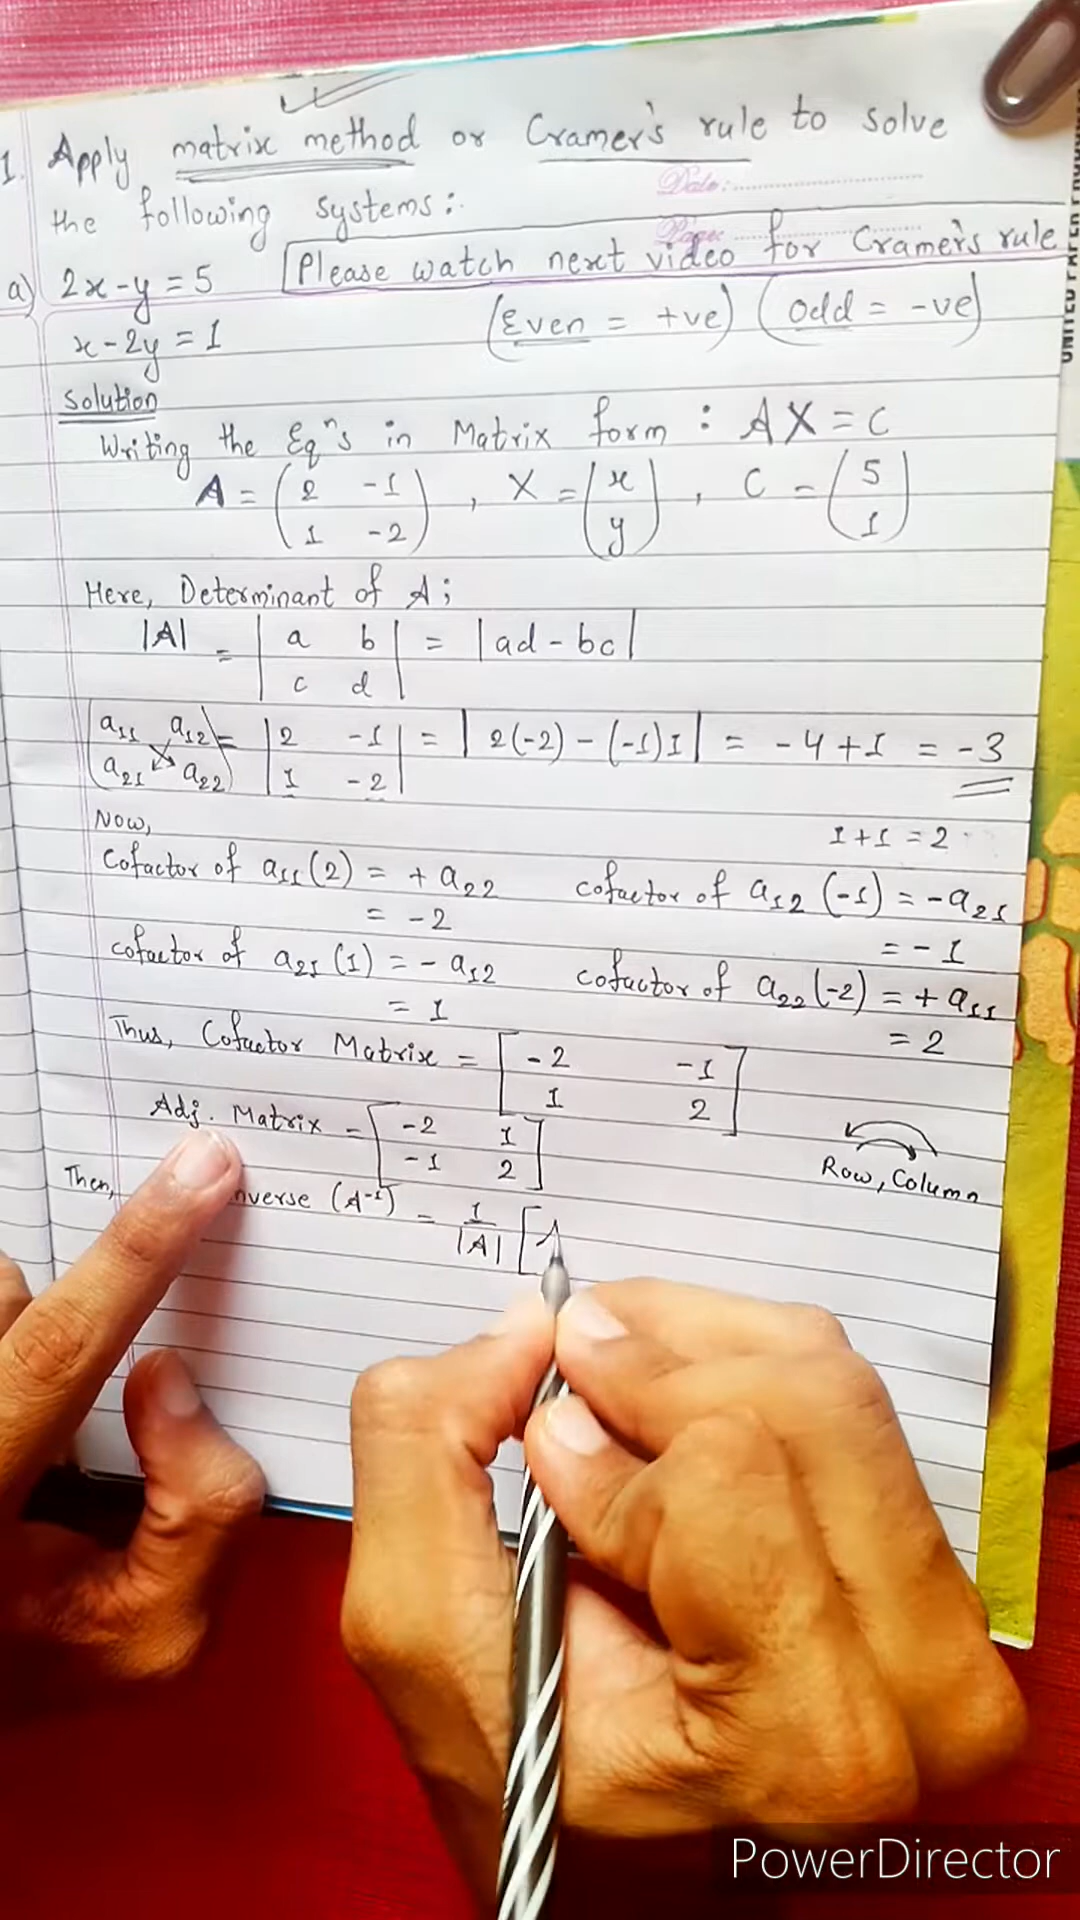 1. Apply matrix method or Cramer's rule to solve
the following systems:
Date:
Page:
Please watch next video for Cramer's rule
a) 2x-y=5
(Even = +ve) (odd = -ve)
x-2y=1
Solution
Writing the Eqⁿs in Matrix form : AX=C
A = (2 -1 , X = (x , C = (5
1 -2) y) 1)
Here, Determinant of A;
|A| = | a b | = |ad - bc|
c d
(a₁₁ a₁₂) = | 2 -1 | = | 2(-2) - (-1)1 | = -4+1 = -3
(a₂₁ a₂₂) 1 -2
Now,
1+1 = 2
Cofactor of a₁₁(2) = + a₂₂
= -2
cofactor of a₁₂ (-1) = -a₂₁
= -1
cofactor of a₂₁ (1) = - a₁₂
= 1
cofactor of a₂₂(-2) = + a₁₁
= 2
Thus, Cofactor Matrix = [-2 -1
1 2]
Adj. Matrix = [-2 1
-1 2]
Row, Column
Then, nverse (A⁻¹) = 1/|A| [
PowerDirector